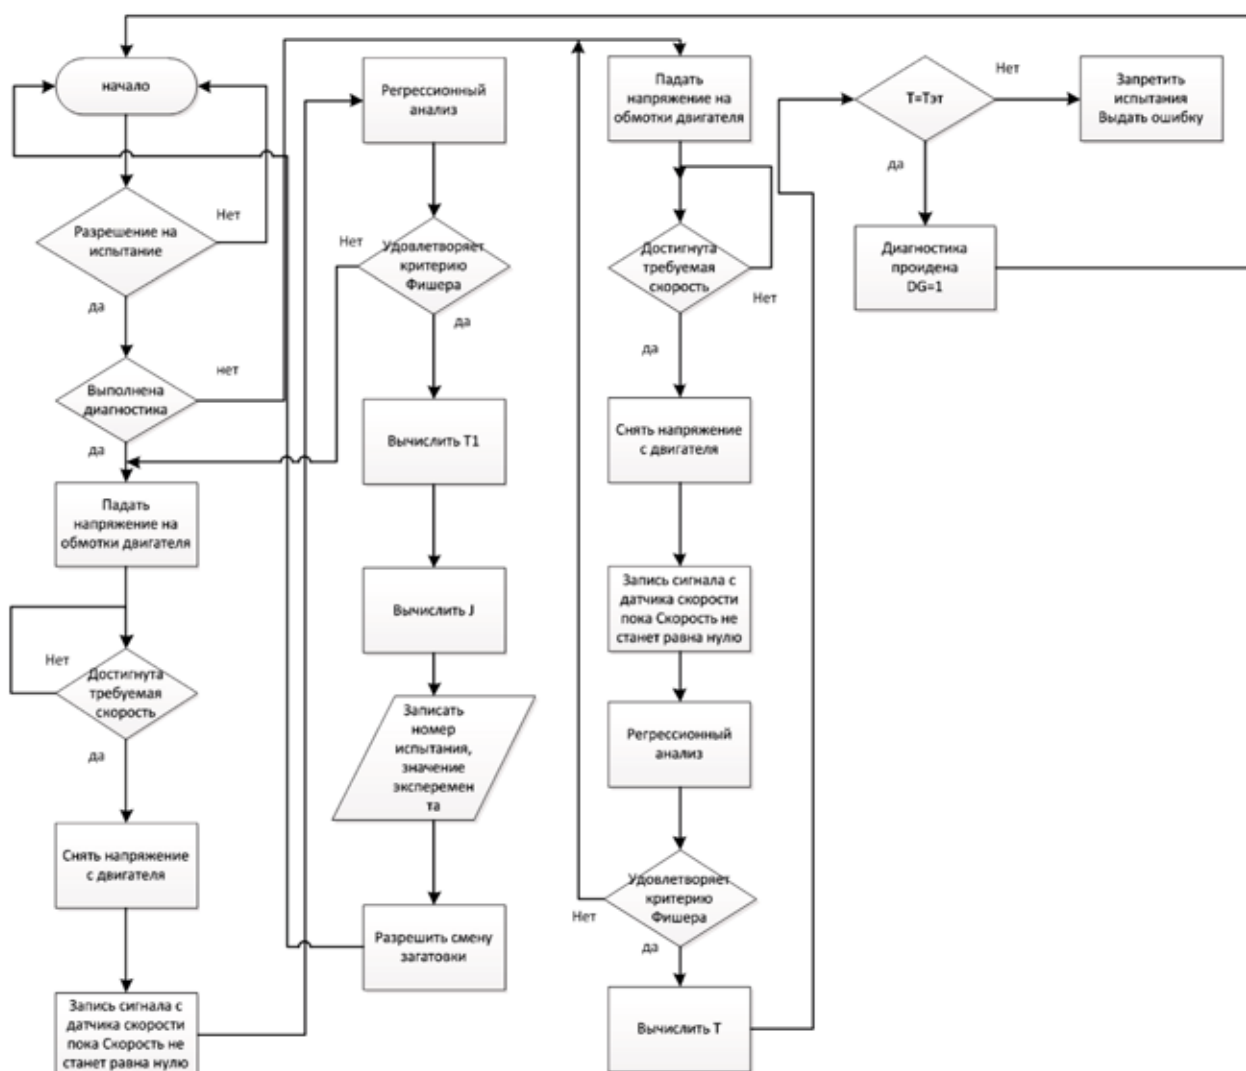 начало
Разрешение на
испытание
Нет
да
Выполнена
диагностика
нет
да
Падать
напряжение на
обмотки двигателя
Нет
Достигнута
требуемая
скорость
да
Снять напряжение
с двигателя
Запись сигнала с
датчика скорости
пока Скорость не
станет равна нулю
Регрессионный
анализ
Нет
Удовлетворяет
критерию
Фишера
да
Вычислить T1
Вычислить J
Записать
номер
испытания,
значение
эксперемен
та
Разрешить смену
загатовки
Падать
напряжение на
обмотки двигателя
Достигнута
требуемая
скорость
Нет
да
Снять напряжение
с двигателя
Запись сигнала с
датчика скорости
пока Скорость не
станет равна нулю
Регрессионный
анализ
Удовлетворяет
критерию
Фишера
Нет
да
Вычислить T
T=Tэт
Нет
да
Запретить
испытания
Выдать ошибку
Диагностика
проидена
DG=1